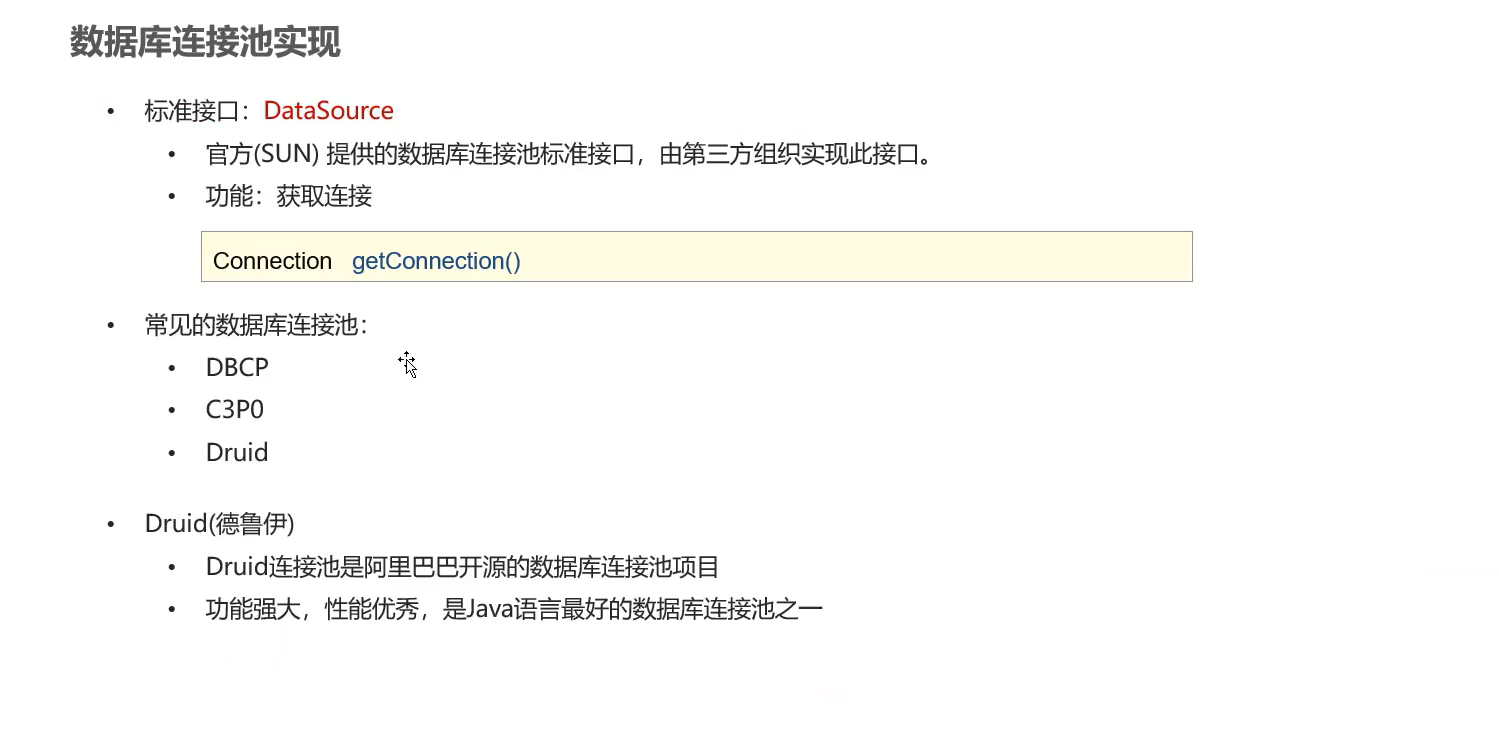 数据库连接池实现
• 标准接口：DataSource
• 官方(SUN) 提供的数据库连接池标准接口，由第三方组织实现此接口。
• 功能：获取连接
Connection getConnection()
• 常见的数据库连接池：
• DBCP
• C3P0
• Druid
• Druid(德鲁伊)
• Druid连接池是阿里巴巴开源的数据库连接池项目
• 功能强大，性能优秀，是Java语言最好的数据库连接池之一